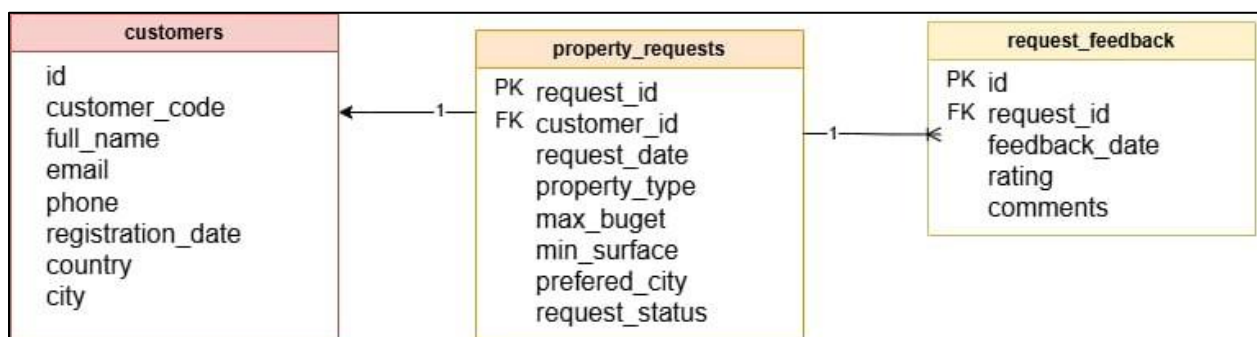 customers
id
customer_code
full_name
email
phone
registration_date
country
city
1
property_requests
PK request_id
FK customer_id
request_date
property_type
max_buget
min_surface
prefered_city
request_status
1
request_feedback
PK id
FK request_id
feedback_date
rating
comments